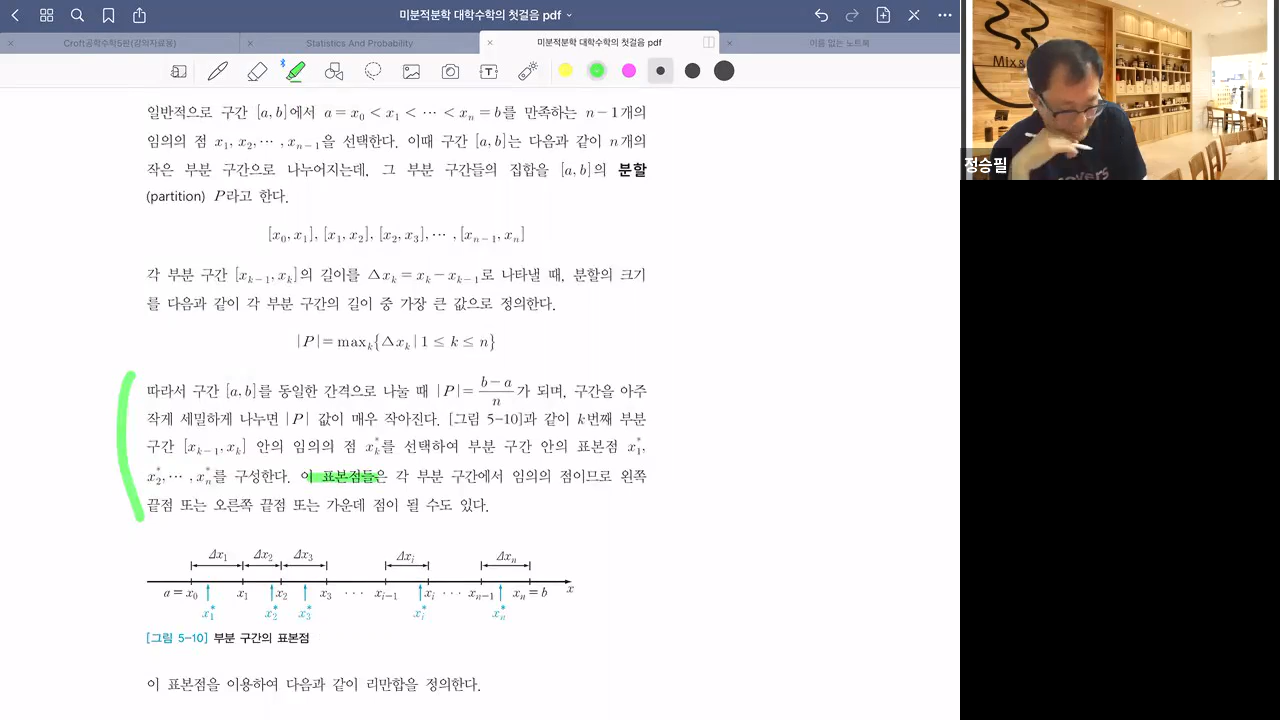 미분적분학 대학수학의 첫걸음 pdf
Croft공학수학5판(강의자료용)
Statistics And Probability
미분적분학 대학수학의 첫걸음 pdf
이름 없는 노트북
Mix&
정승필
일반적으로 구간 [a, b]에서 a = x₀ < x₁ < ⋯ < xₙ = b를 만족하는 n−1개의
임의의 점 x₁, x₂, ⋯, xₙ₋₁을 선택한다. 이때 구간 [a, b]는 다음과 같이 n개의
작은 부분 구간으로 나누어지는데, 그 부분 구간들의 집합을 [a, b]의 분할
(partition) P라고 한다.
[x₀, x₁], [x₁, x₂], [x₂, x₃], ⋯, [xₙ₋₁, xₙ]
각 부분 구간 [xₖ₋₁, xₖ]의 길이를 Δxₖ = xₖ − xₖ₋₁로 나타낼 때, 분할의 크기
를 다음과 같이 각 부분 구간의 길이 중 가장 큰 값으로 정의한다.
|P| = maxₖ{Δxₖ | 1 ≤ k ≤ n}
따라서 구간 [a, b]를 동일한 간격으로 나눌 때 |P| = (b−a)/n가 되며, 구간을 아주
작게 세밀하게 나누면 |P| 값이 매우 작아진다. [그림 5-10]과 같이 k번째 부분
구간 [xₖ₋₁, xₖ] 안의 임의의 점 xₖ*를 선택하여 부분 구간 안의 표본점 x₁*,
x₂*, ⋯, xₙ*를 구성한다. 이 표본점들은 각 부분 구간에서 임의의 점이므로 왼쪽
끝점 또는 오른쪽 끝점 또는 가운데 점이 될 수도 있다.
Δx₁ Δx₂ Δx₃ Δxᵢ Δxₙ
a = x₀ x₁ x₂ x₃ ⋯ xᵢ₋₁ xᵢ ⋯ xₙ₋₁ xₙ = b x
x₁* x₂* x₃* xᵢ* xₙ*
[그림 5-10] 부분 구간의 표본점
이 표본점을 이용하여 다음과 같이 리만합을 정의한다.